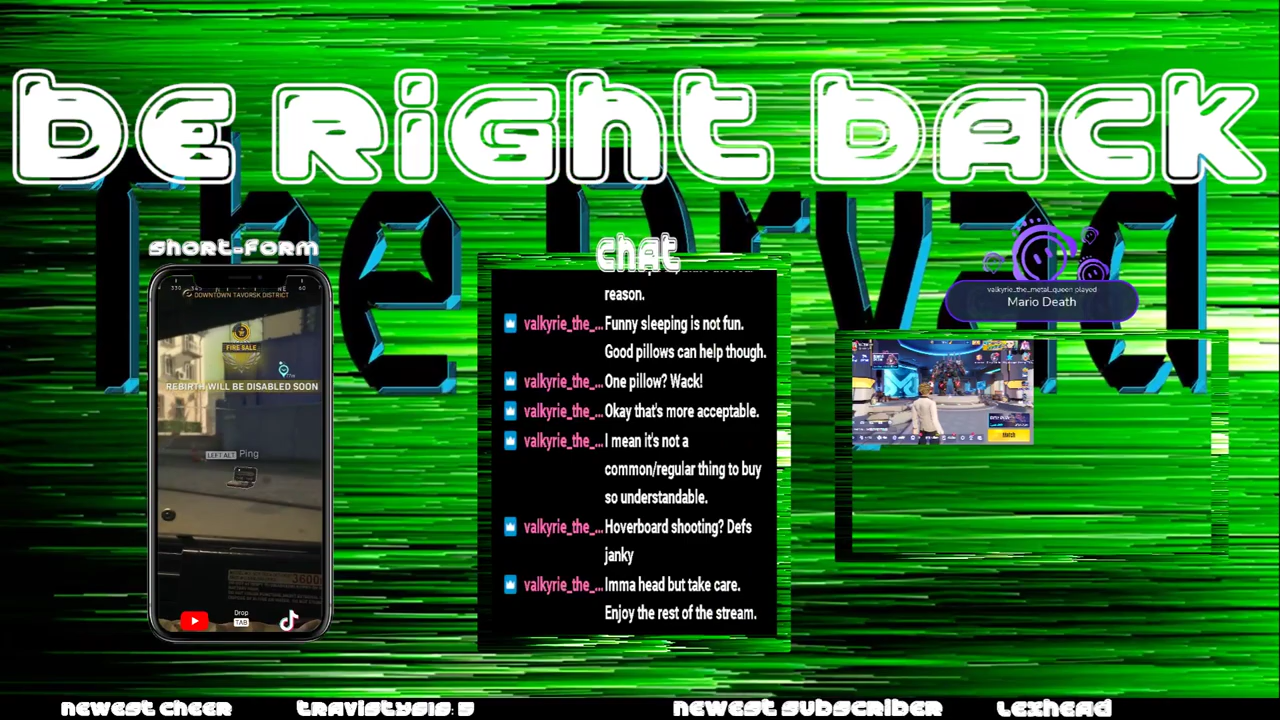 be right back
The Dryad
short-form
chat
DOWNTOWN TAVORSK DISTRICT
FIRE SALE
REBIRTH WILL BE DISABLED SOON
LEFT ALT Ping
3600
Drop
TAB
reason.
valkyrie_the_... Funny sleeping is not fun.
Good pillows can help though.
valkyrie_the_... One pillow? Wack!
valkyrie_the_... Okay that's more acceptable.
valkyrie_the_... I mean it's not a
common/regular thing to buy
so understandable.
valkyrie_the_... Hoverboard shooting? Defs
janky
valkyrie_the_... Imma head but take care.
Enjoy the rest of the stream.
valkyrie_the_metal_queen played
Mario Death
newest cheer
travistysis: 5
newest subscriber
lexhead